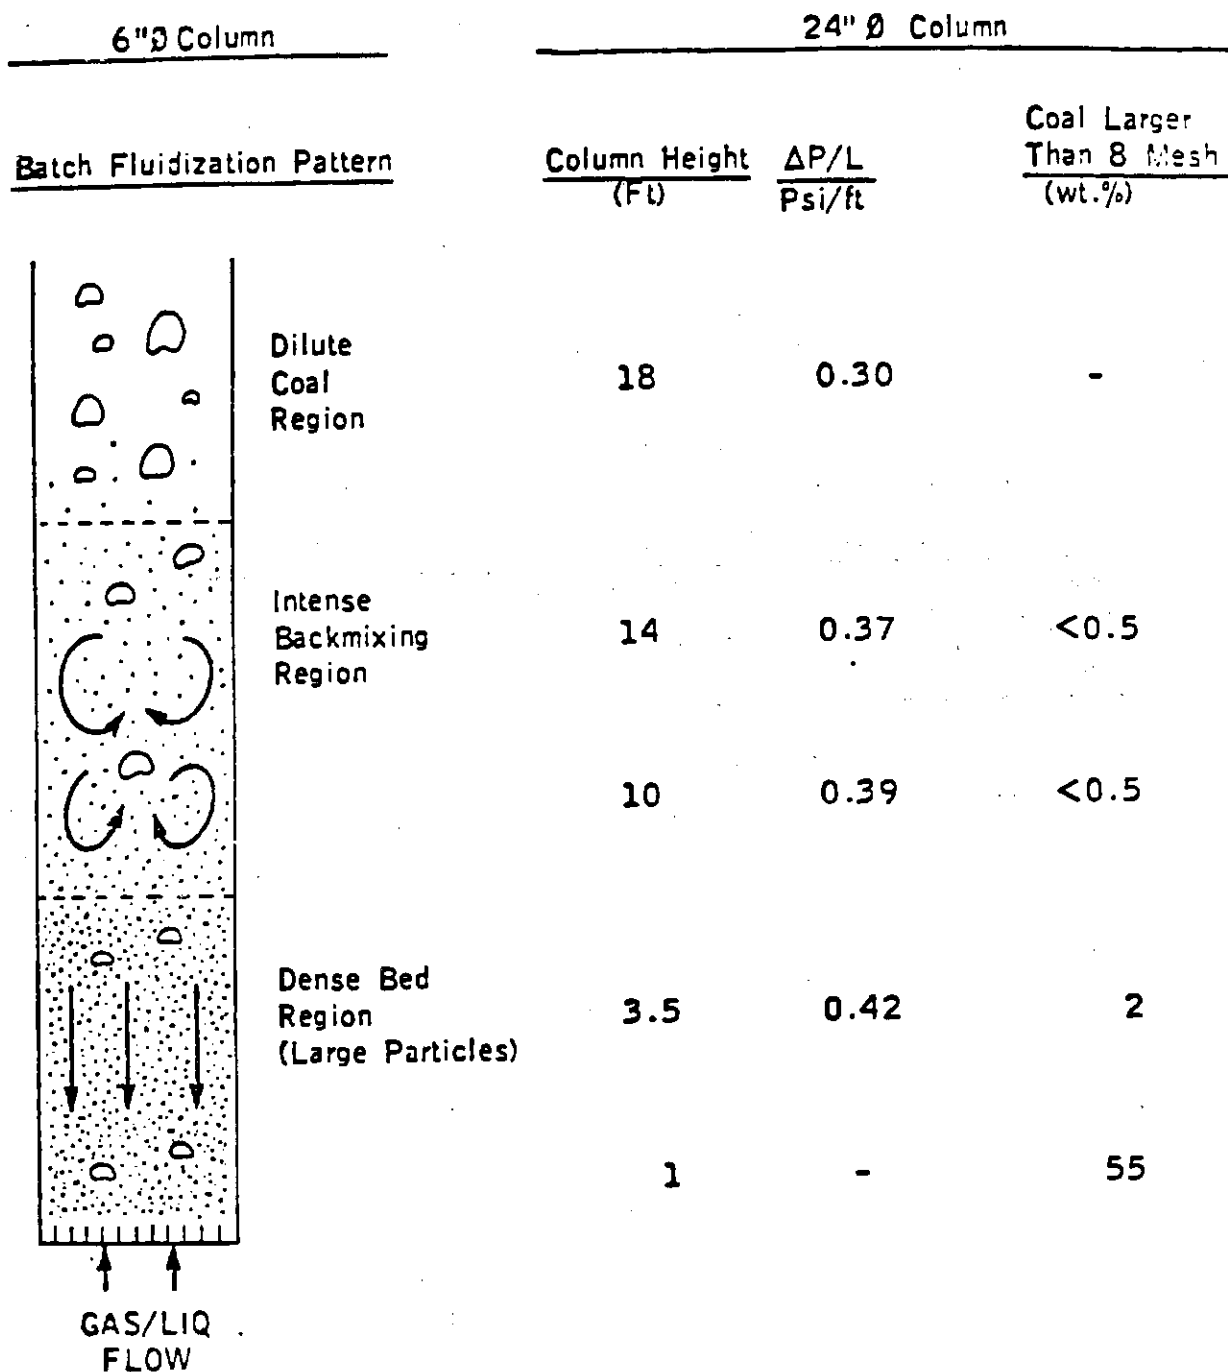 6"Ø Column
24" Ø Column
Batch Fluidization Pattern
Column Height
(Ft)
ΔP/L
Psi/ft
Coal Larger
Than 8 Mesh
(wt.%)
Dilute
Coal
Region
18 0.30 -
Intense
Backmixing
Region
14 0.37 <0.5
10 0.39 <0.5
Dense Bed
Region
(Large Particles)
3.5 0.42 2
1 - 55
GAS/LIQ
FLOW